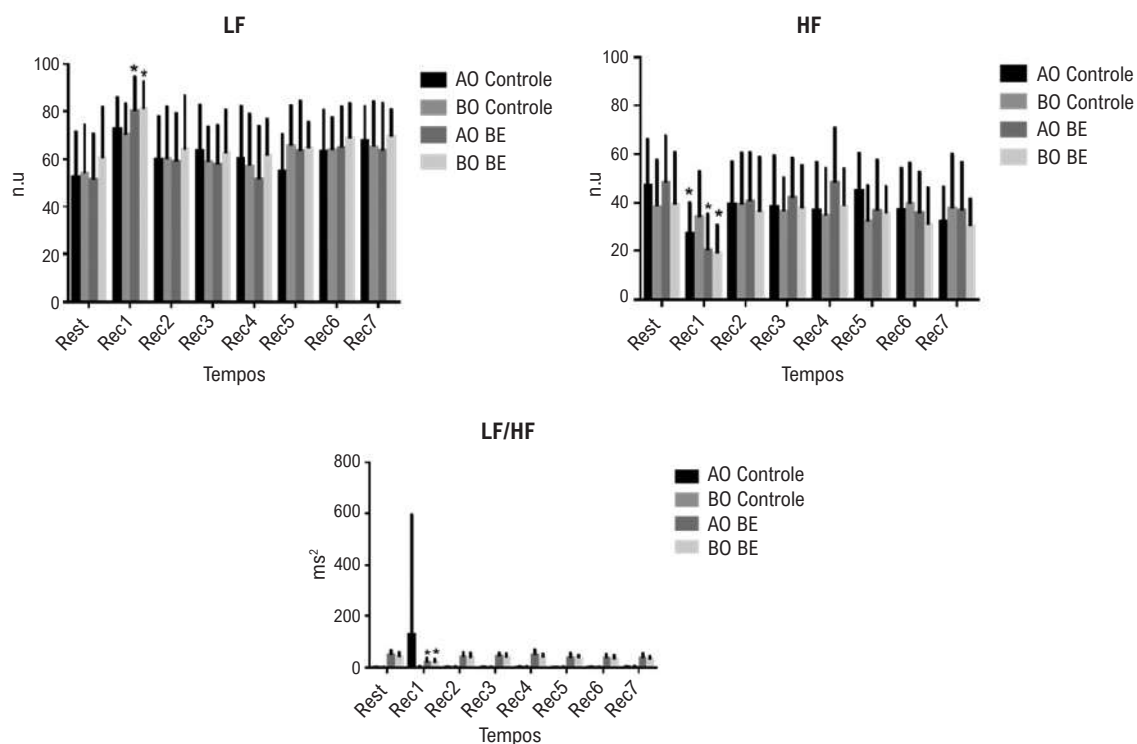 LF
100
80
60
40
20
0
n.u
* *
Rest Rec1 Rec2 Rec3 Rec4 Rec5 Rec6 Rec7
Tempos
AO Controle
BO Controle
AO BE
BO BE
HF
100
80
60
40
20
0
n.u
* * *
Rest Rec1 Rec2 Rec3 Rec4 Rec5 Rec6 Rec7
Tempos
AO Controle
BO Controle
AO BE
BO BE
LF/HF
800
600
400
200
0
ms²
* *
Rest Rec1 Rec2 Rec3 Rec4 Rec5 Rec6 Rec7
Tempos
AO Controle
BO Controle
AO BE
BO BE